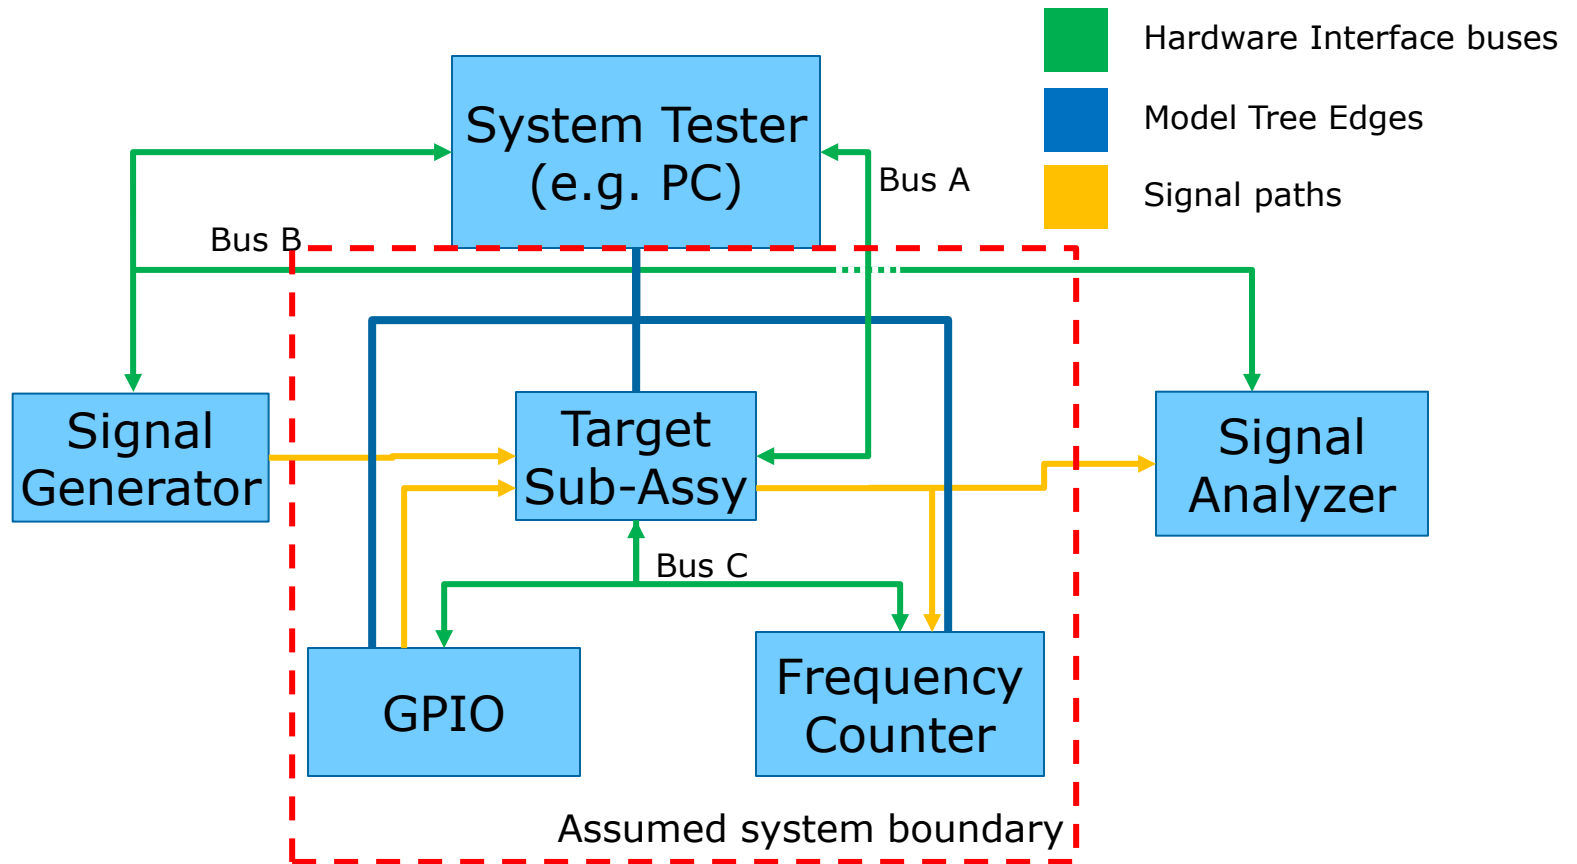 Hardware Interface buses
Model Tree Edges
Signal paths
System Tester
(e.g. PC)
Bus A
Bus B
Signal
Generator
Target
Sub-Assy
Signal
Analyzer
Bus C
GPIO
Frequency
Counter
Assumed system boundary